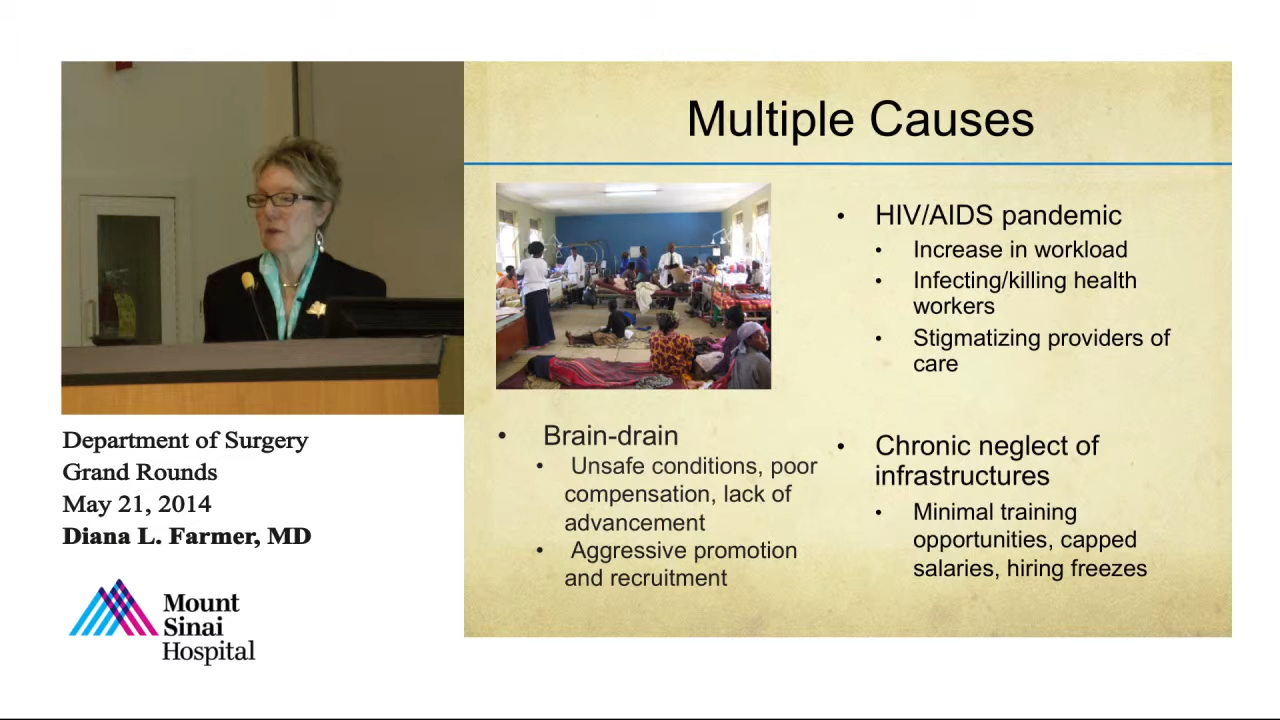 Multiple Causes
• HIV/AIDS pandemic
• Increase in workload
• Infecting/killing health
workers
• Stigmatizing providers of
care
• Brain-drain
• Unsafe conditions, poor
compensation, lack of
advancement
• Aggressive promotion
and recruitment
• Chronic neglect of
infrastructures
• Minimal training
opportunities, capped
salaries, hiring freezes
Department of Surgery
Grand Rounds
May 21, 2014
Diana L. Farmer, MD
Mount
Sinai
Hospital